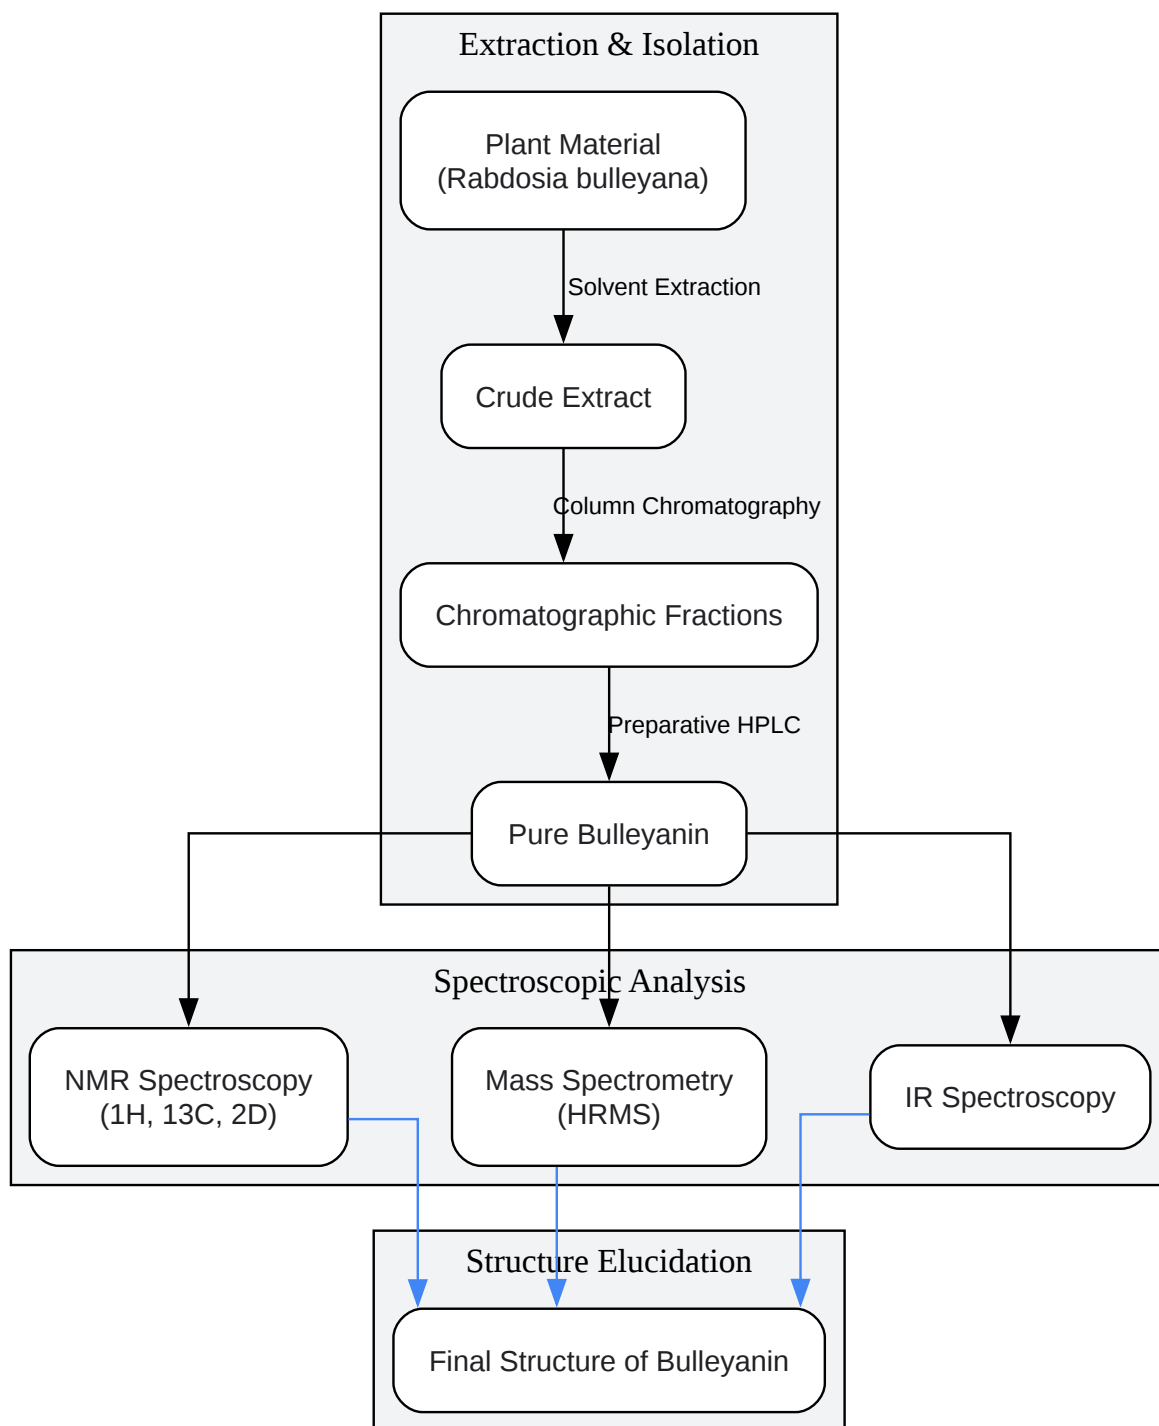 Extraction & Isolation
Plant Material
(Rabdosia bulleyana)
Solvent Extraction
Crude Extract
Column Chromatography
Chromatographic Fractions
Preparative HPLC
Pure Bulleyanin
Spectroscopic Analysis
NMR Spectroscopy
(1H, 13C, 2D)
Mass Spectrometry
(HRMS)
IR Spectroscopy
Structure Elucidation
Final Structure of Bulleyanin